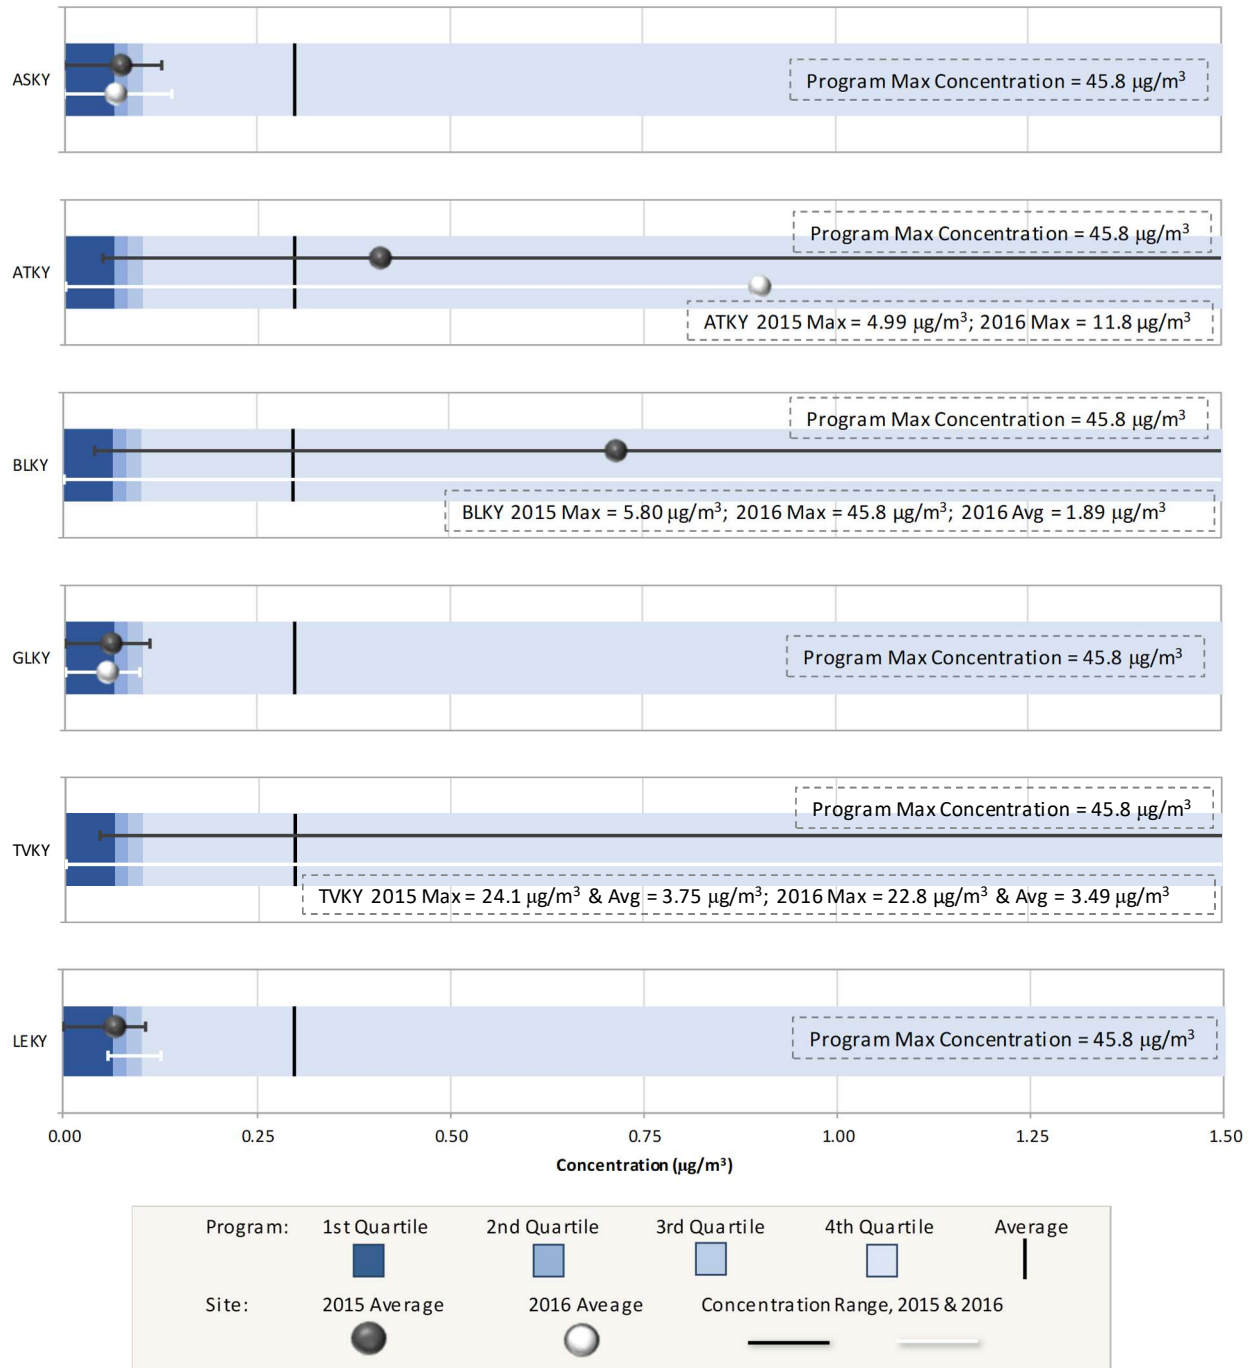 ASKY
Program Max Concentration = 45.8 µg/m³
ATKY
Program Max Concentration = 45.8 µg/m³
ATKY 2015 Max = 4.99 µg/m³; 2016 Max = 11.8 µg/m³
BLKY
Program Max Concentration = 45.8 µg/m³
BLKY 2015 Max = 5.80 µg/m³; 2016 Max = 45.8 µg/m³; 2016 Avg = 1.89 µg/m³
GLKY
Program Max Concentration = 45.8 µg/m³
TVKY
Program Max Concentration = 45.8 µg/m³
TVKY 2015 Max = 24.1 µg/m³ & Avg = 3.75 µg/m³; 2016 Max = 22.8 µg/m³ & Avg = 3.49 µg/m³
LEKY
Program Max Concentration = 45.8 µg/m³
0.00 0.25 0.50 0.75 1.00 1.25 1.50
Concentration (µg/m³)
Program: 1st Quartile 2nd Quartile 3rd Quartile 4th Quartile Average
Site: 2015 Average 2016 Aveage Concentration Range, 2015 & 2016